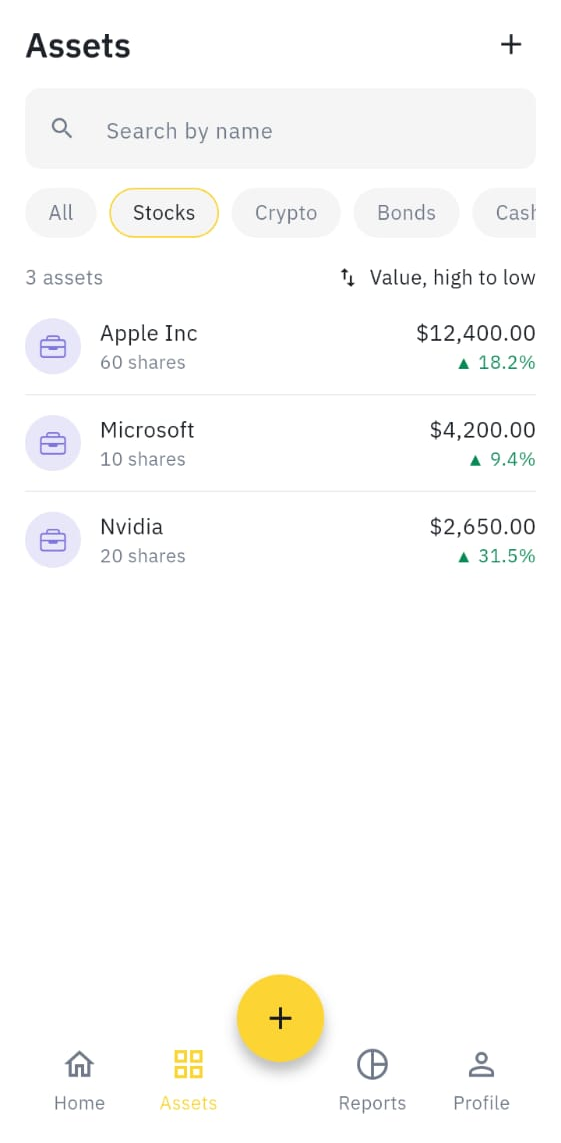 Assets
Search by name
All Stocks Crypto Bonds Cash
3 assets Value, high to low
Apple Inc $12,400.00
60 shares ▲ 18.2%
Microsoft $4,200.00
10 shares ▲ 9.4%
Nvidia $2,650.00
20 shares ▲ 31.5%
Home Assets Reports Profile